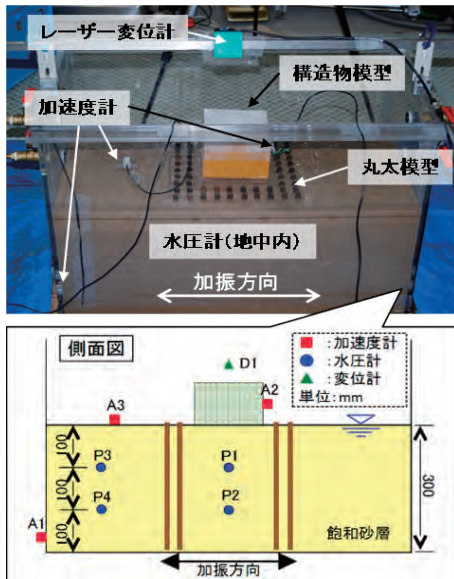 レーザー変位計
構造物模型
加速度計
丸太模型
水圧計(地中内)
加振方向
側面図
■ :加速度計
● :水圧計
▲ :変位計
単位:mm
D1
A2
A3
P3
P1
P4
P2
A1
100
100
100
300
飽和砂層
加振方向